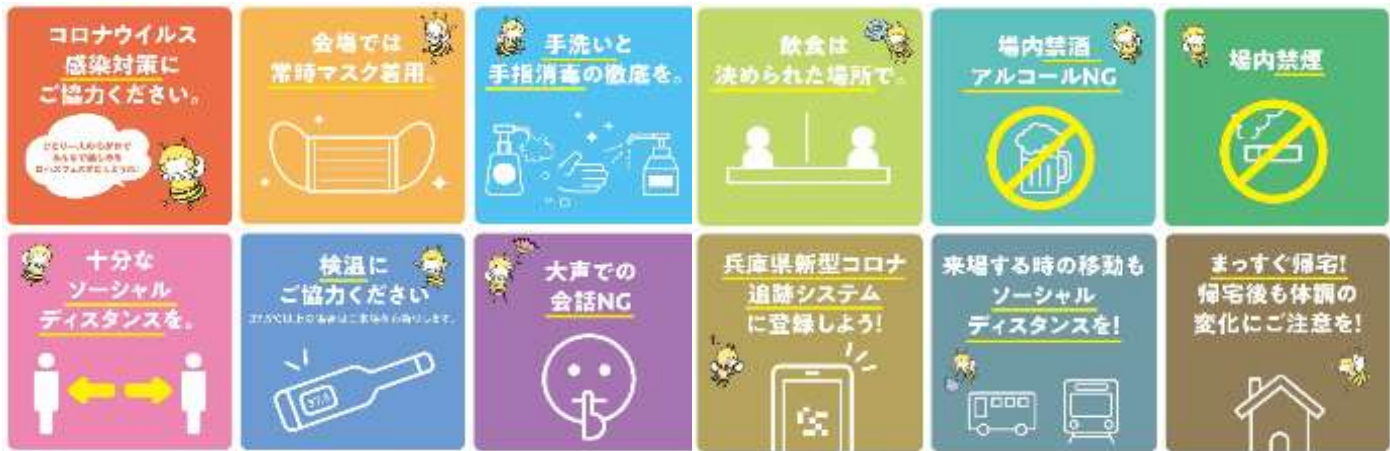 コロナウイルス
感染対策に
ご協力ください。
会場では
常時マスク着用。
手洗いと
手指消毒の徹底を。
飲食は
決められた場所で。
場内禁酒
アルコールNG
場内禁煙
十分な
ソーシャル
ディスタンスを。
検温に
ご協力ください
37.5
大声での
会話NG
兵庫県新型コロナ
追跡システム
に登録しよう!
来場する時の移動も
ソーシャル
ディスタンスを!
まっすぐ帰宅!
帰宅後も体調の
変化にご注意を!